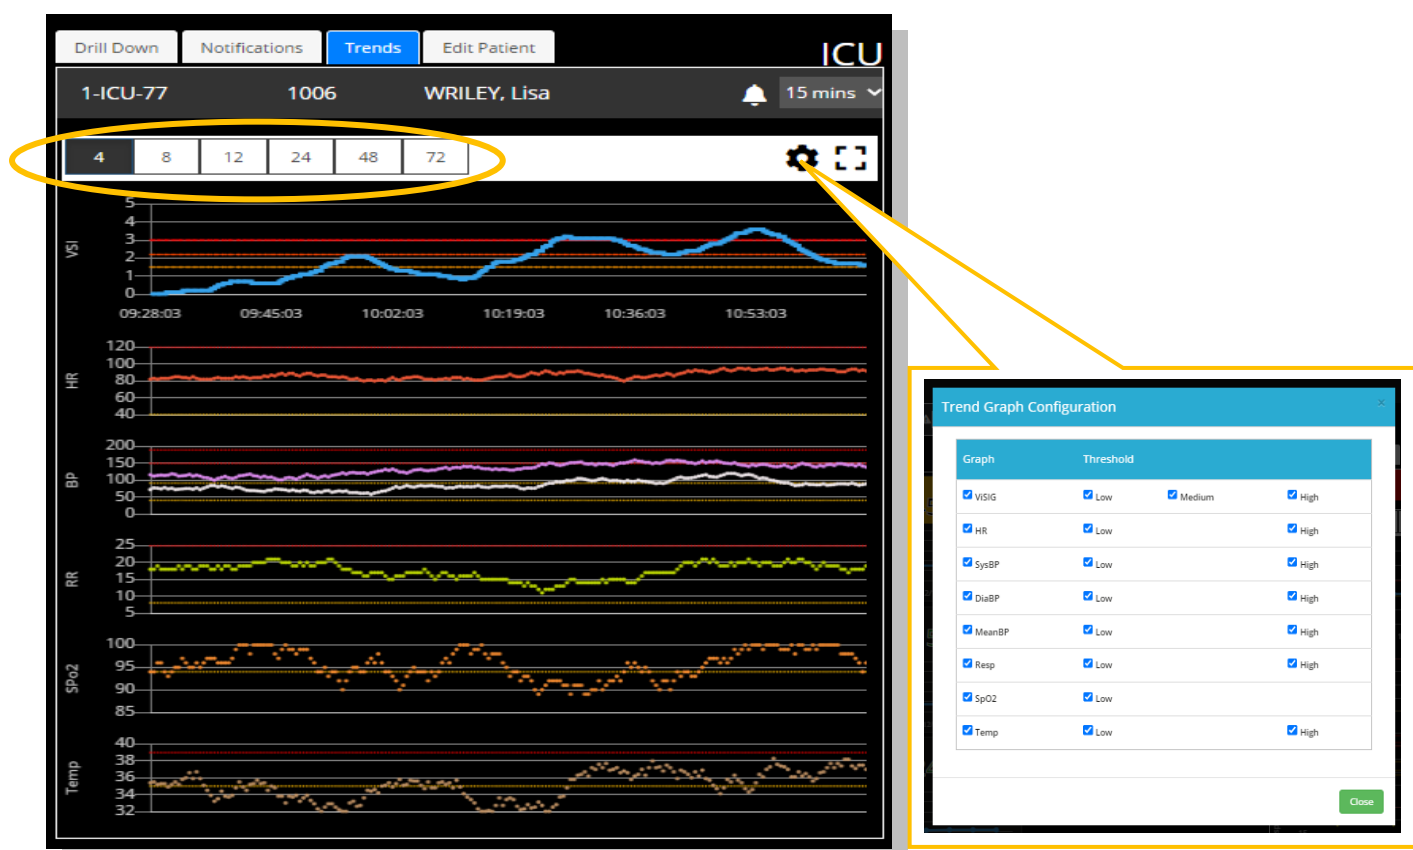 Drill Down Notifications Trends Edit Patient
ICU
1-ICU-77 1006 WRILEY, Lisa 15 mins
4 8 12 24 48 72
VSI
5
4
3
2
1
0
09:28:03 09:45:03 10:02:03 10:19:03 10:36:03 10:53:03
HR
120
100
80
60
40
BP
200
150
100
50
0
RR
25
20
15
10
5
SPo2
100
95
90
85
Temp
40
38
36
34
32
Trend Graph Configuration ×
Graph Threshold
ViSIG Low Medium High
HR Low High
SysBP Low High
DiaBP Low High
MeanBP Low High
Resp Low High
SpO2 Low
Temp Low High
Close